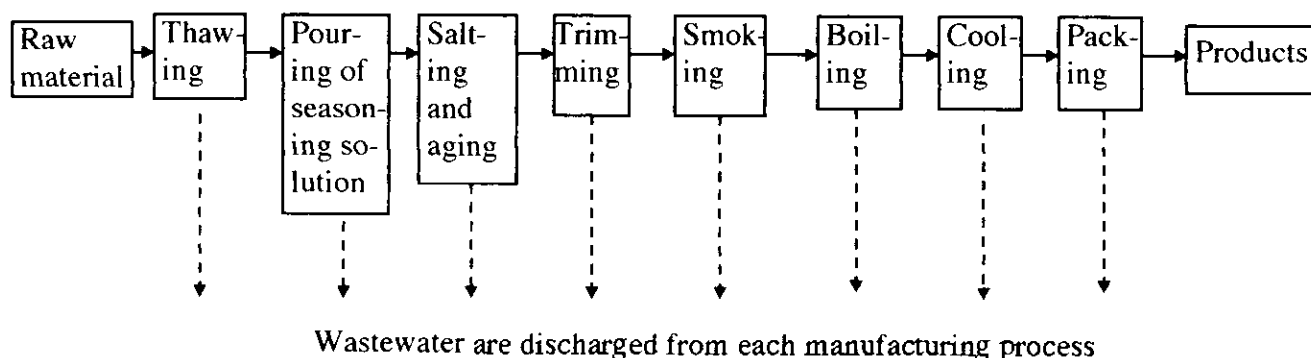 Raw
material
Thaw-
ing
Pour-
ing of
season-
ing so-
lution
Salt-
ing
and
aging
Trim-
ming
Smok-
ing
Boil-
ing
Cool-
ing
Pack-
ing
Products
Wastewater are discharged from each manufacturing process